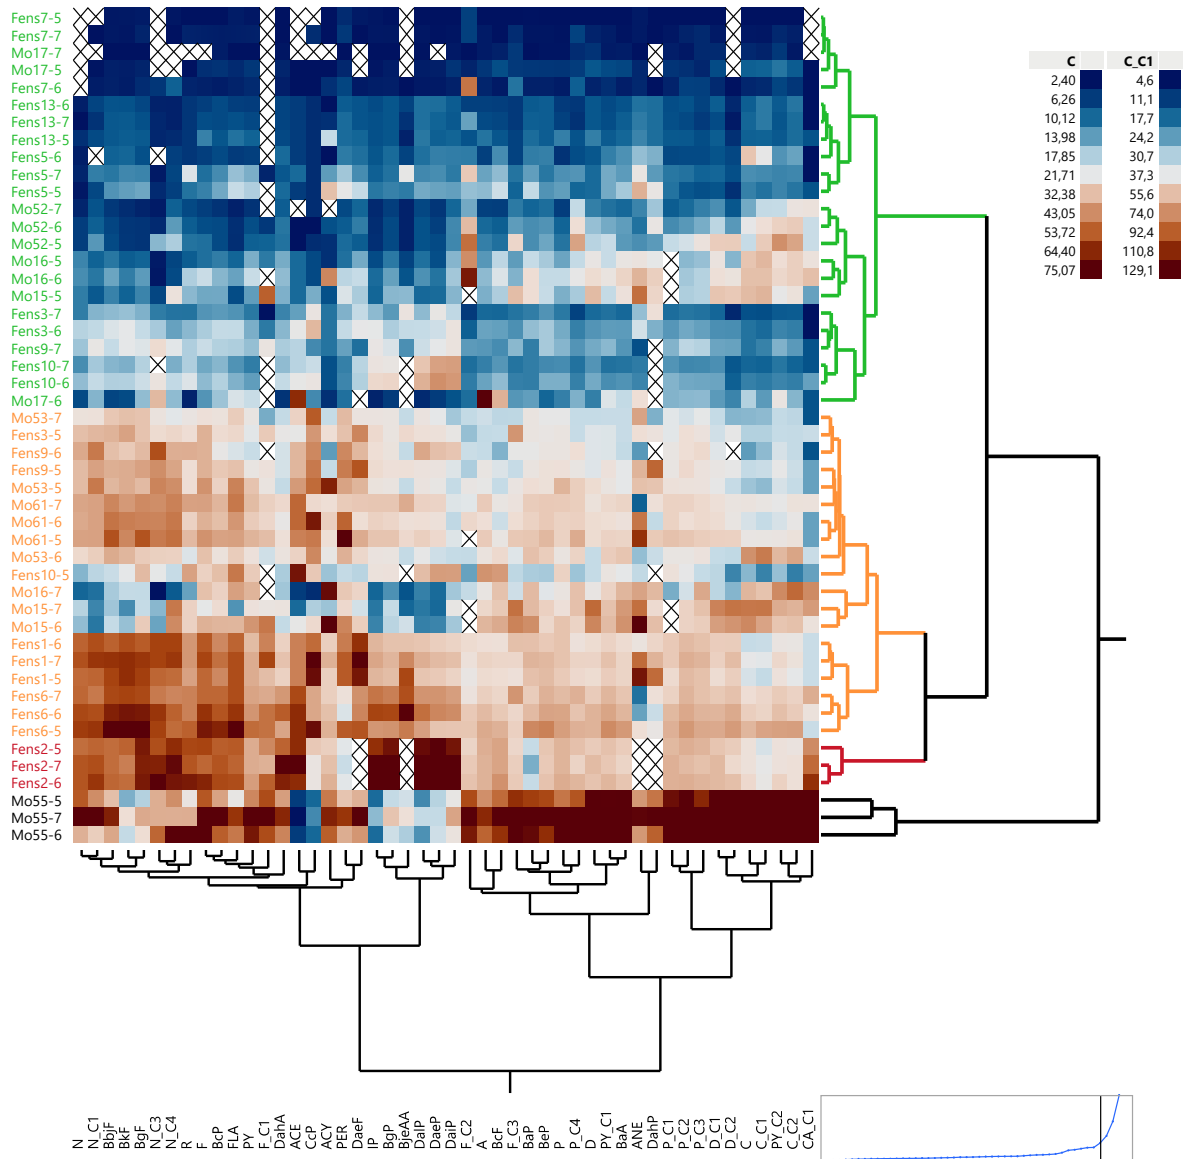 Fens7-5
Fens7-7
Mo17-7
Mo17-5
Fens7-6
Fens13-6
Fens13-7
Fens13-5
Fens5-6
Fens5-7
Fens5-5
Mo52-7
Mo52-6
Mo52-5
Mo16-5
Mo16-6
Mo15-5
Fens3-7
Fens3-6
Fens9-7
Fens10-7
Fens10-6
Mo17-6
Mo53-7
Fens3-5
Fens9-6
Fens9-5
Mo53-5
Mo61-7
Mo61-6
Mo61-5
Mo53-6
Fens10-5
Mo16-7
Mo15-7
Mo15-6
Fens1-6
Fens1-7
Fens1-5
Fens6-7
Fens6-6
Fens6-5
Fens2-5
Fens2-7
Fens2-6
Mo55-5
Mo55-7
Mo55-6
C C_C1
2,40 4,6
6,26 11,1
10,12 17,7
13,98 24,2
17,85 30,7
21,71 37,3
32,38 55,6
43,05 74,0
53,72 92,4
64,40 110,8
75,07 129,1
N
N_C1
BbjF
BkF
BgF
N_C3
N_C4
R
F
BcP
FLA
PY
F_C1
DahA
ACE
CcP
ACY
PER
DaeF
IP
BgP
BjeAA
DalP
DaeP
DaiP
F_C2
A
BcF
F_C3
BaP
BeP
P
P_C4
D
PY_C1
BaA
ANE
DahP
P_C1
P_C2
P_C3
D_C1
D_C2
C
C_C1
PY_C2
C_C2
CA_C1